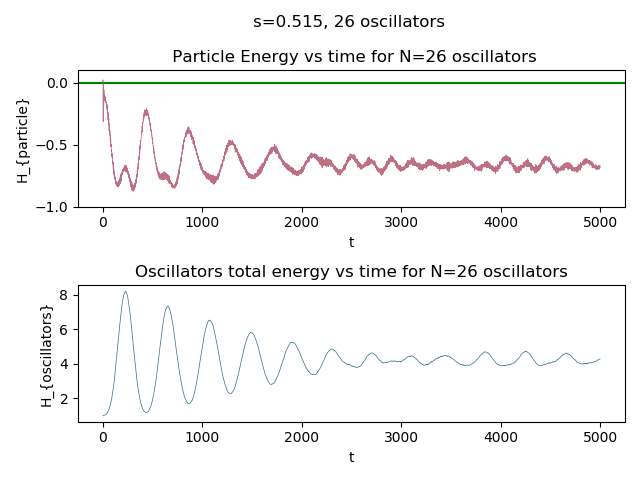 s=0.515, 26 oscillators
Particle Energy vs time for N=26 oscillators
H_{particle}
0.0
−0.5
−1.0
0 1000 2000 3000 4000 5000
t
Oscillators total energy vs time for N=26 oscillators
H_{oscillators}
8
6
4
2
0 1000 2000 3000 4000 5000
t